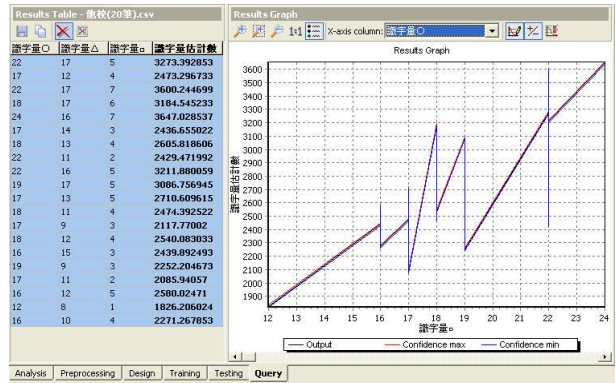 Results Table - (20筆).csv
Results Graph
1:1 X-axis column: 識字量○
識字量○ 識字量△ 識字量□ 識字量估計數
22 17 5 3273.392853
17 12 4 2473.296733
22 17 7 3600.244699
18 17 6 3184.545233
24 16 7 3647.028537
17 14 3 2436.655022
18 13 4 2605.818606
22 11 2 2429.471992
22 16 5 3211.880059
19 17 5 3086.756945
17 13 5 2710.609615
18 11 4 2474.392522
17 9 3 2117.77002
18 12 4 2540.083033
16 15 3 2439.892493
19 9 3 2252.204673
17 11 2 2085.94057
16 12 5 2580.02471
12 8 1 1826.206024
16 10 4 2271.267853
Results Graph
3600
3500
3400
3300
3200
3100
3000
2900
2800
2700
2600
2500
2400
2300
2200
2100
2000
1900
識字量估計數
12 13 14 15 16 17 18 19 20 21 22 23 24
識字量□
Output Confidence max Confidence min
Analysis Preprocessing Design Training Testing Query